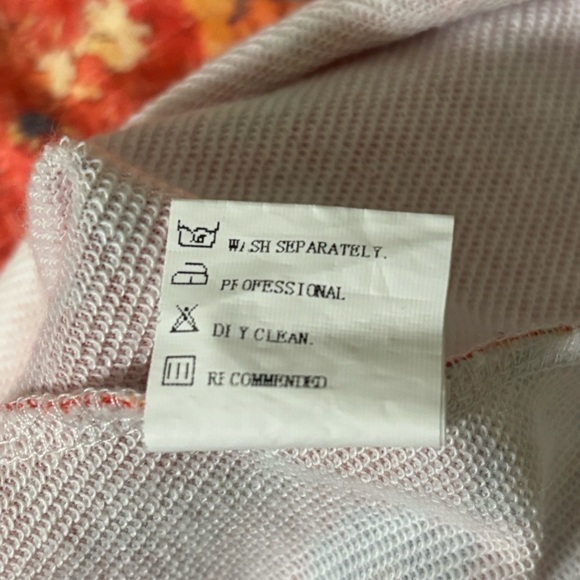 WASH SEPARATELY.
PROFESSIONAL
DRY CLEAN.
RECOMMENDED